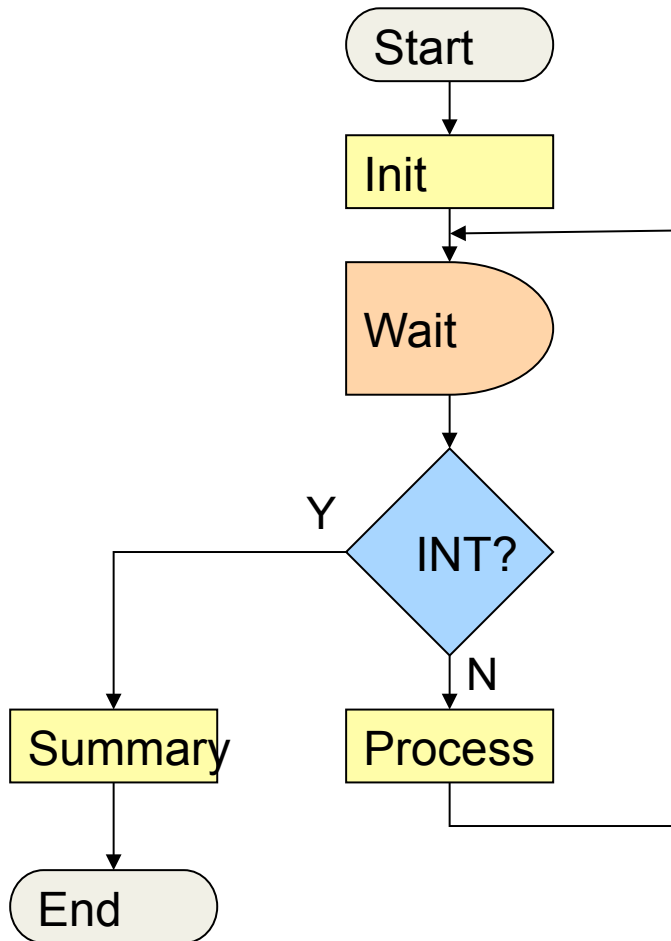 Start
Init
Wait
Y
INT?
N
Summary
Process
End